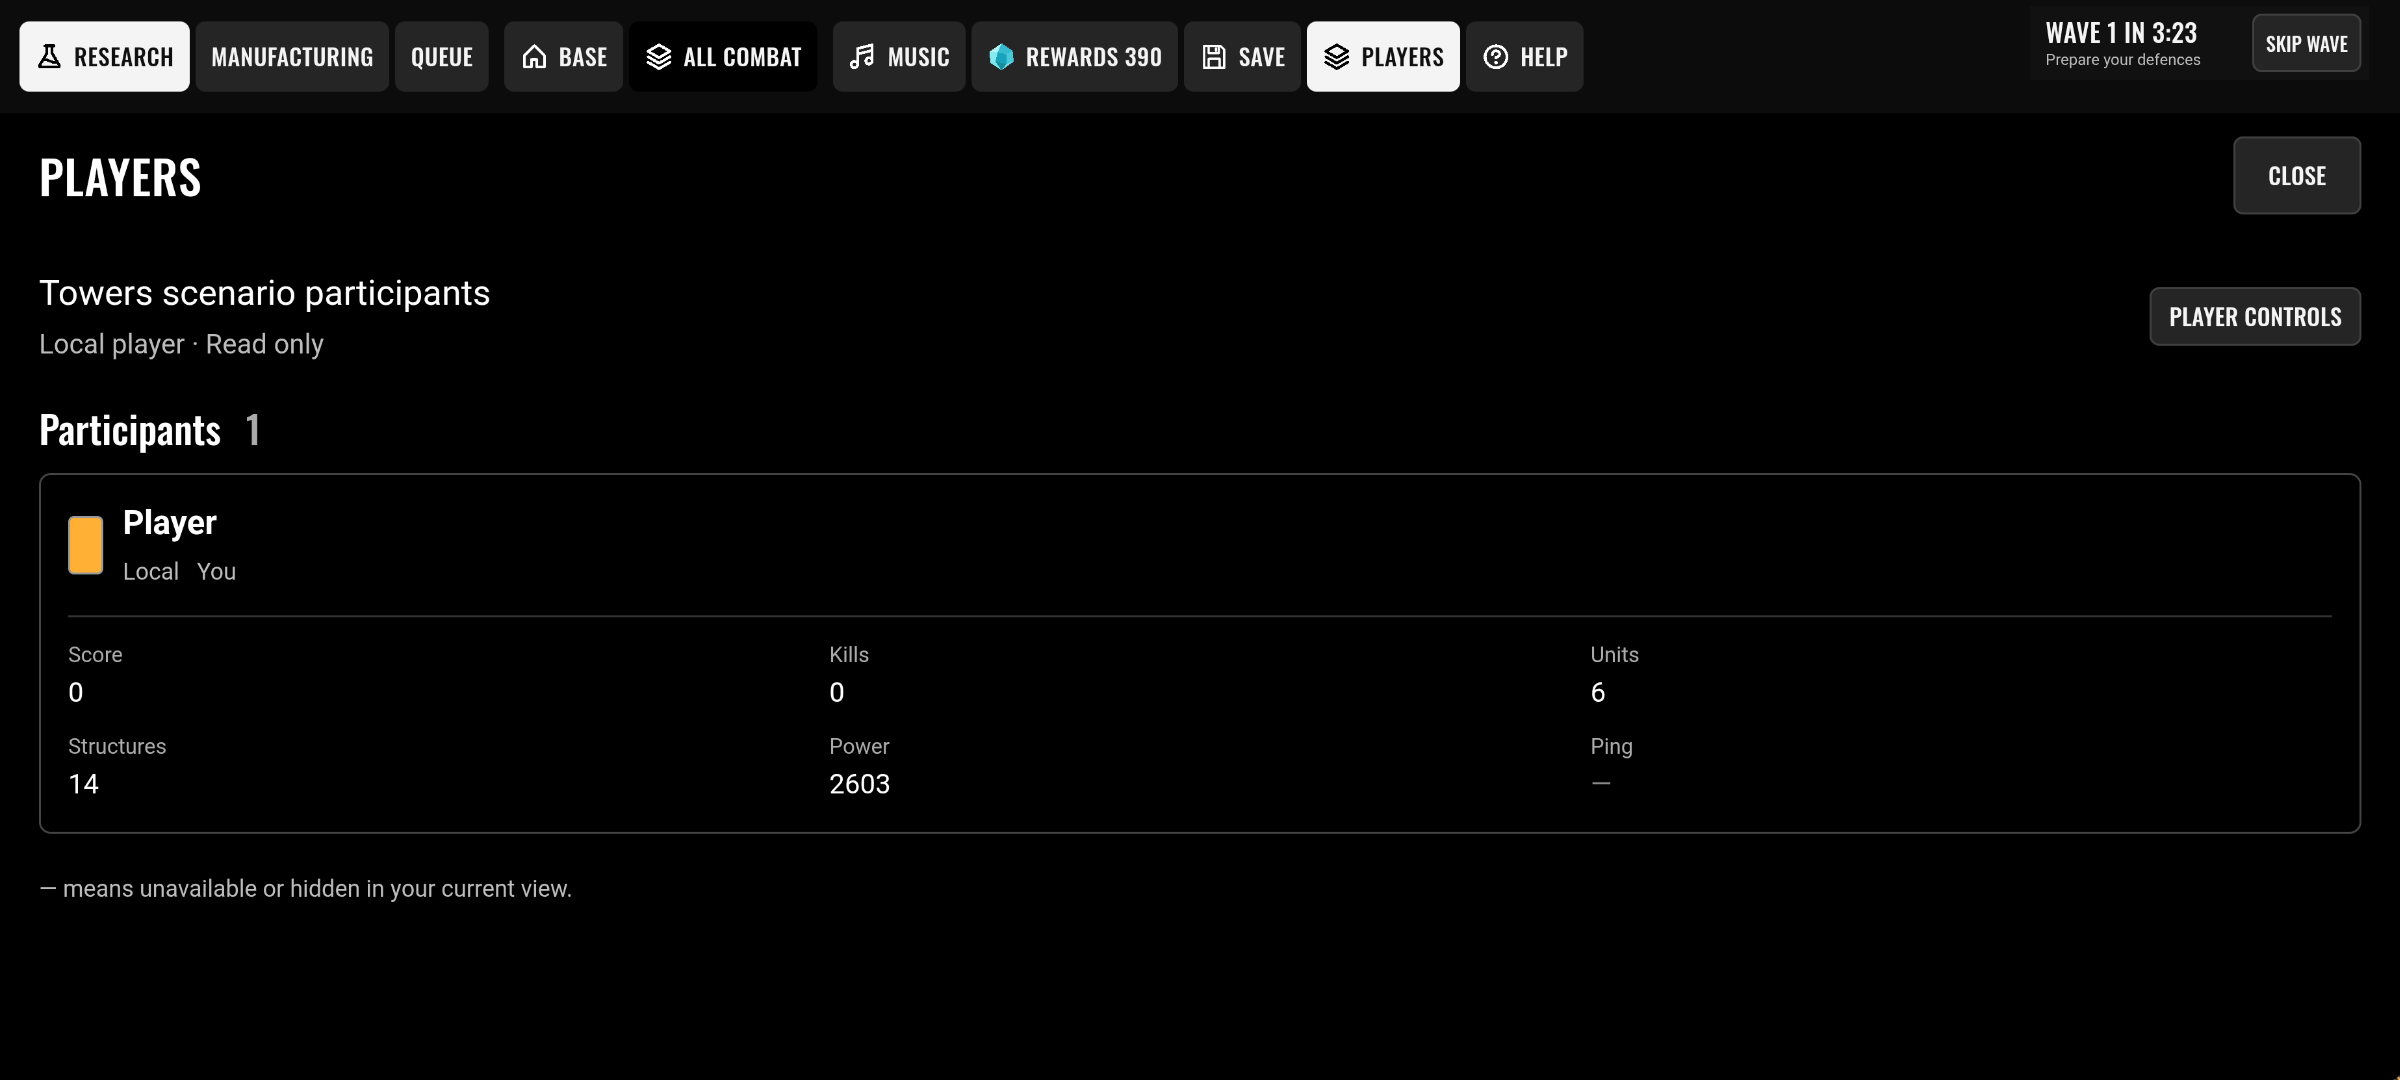 RESEARCH MANUFACTURING QUEUE BASE ALL COMBAT MUSIC REWARDS 390 SAVE PLAYERS HELP
WAVE 1 IN 3:23
Prepare your defences
SKIP WAVE
PLAYERS
CLOSE
Towers scenario participants
Local player · Read only
PLAYER CONTROLS
Participants 1
Player
Local You
Score Kills Units
0 0 6
Structures Power Ping
14 2603 —
— means unavailable or hidden in your current view.